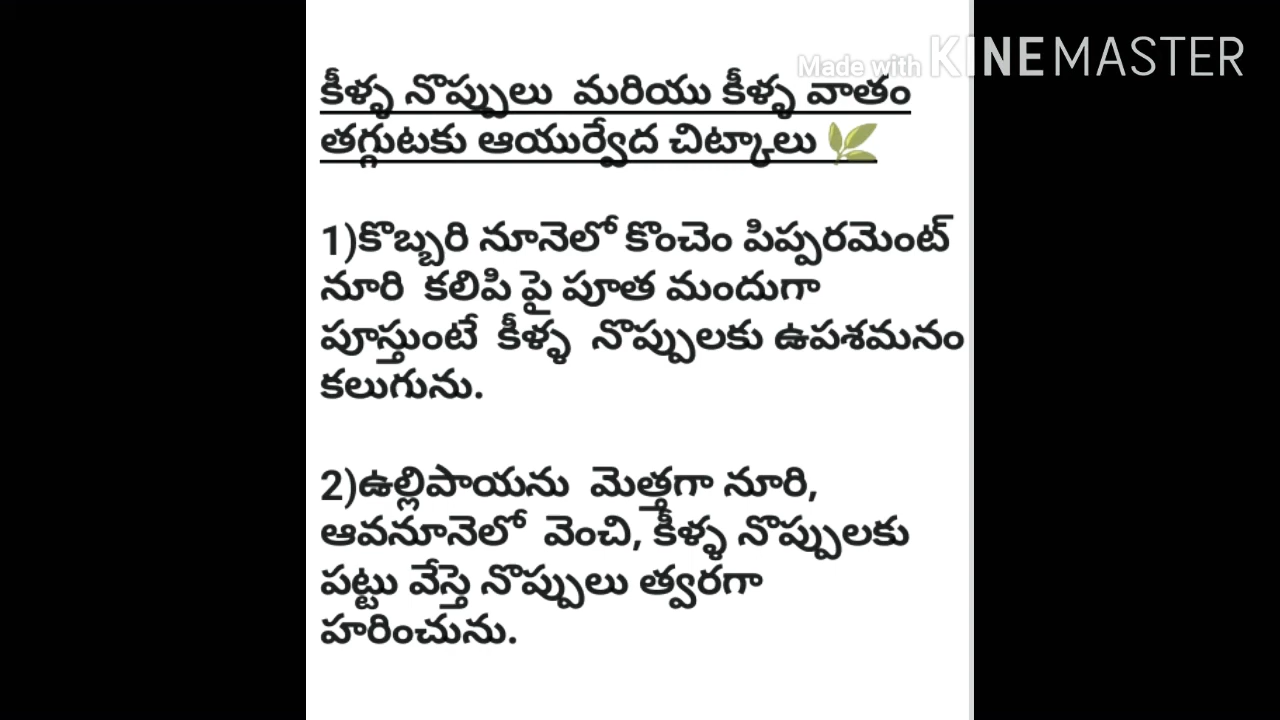 Made with KINEMASTER
కీళ్ళ నొప్పులు మరియు కీళ్ళ వాతం
తగ్గుటకు ఆయుర్వేద చిట్కాలు 🌿
1)కొబ్బరి నూనెలో కొంచెం పిప్పరమెంట్
నూరి కలిపి పై పూత మందుగా
పూస్తుంటే కీళ్ళ నొప్పులకు ఉపశమనం
కలుగును.
2)ఉల్లిపాయను మెత్తగా నూరి,
ఆవనూనెలో వెంచి, కీళ్ళ నొప్పులకు
పట్టు వేస్తె నొప్పులు త్వరగా
హరించును.